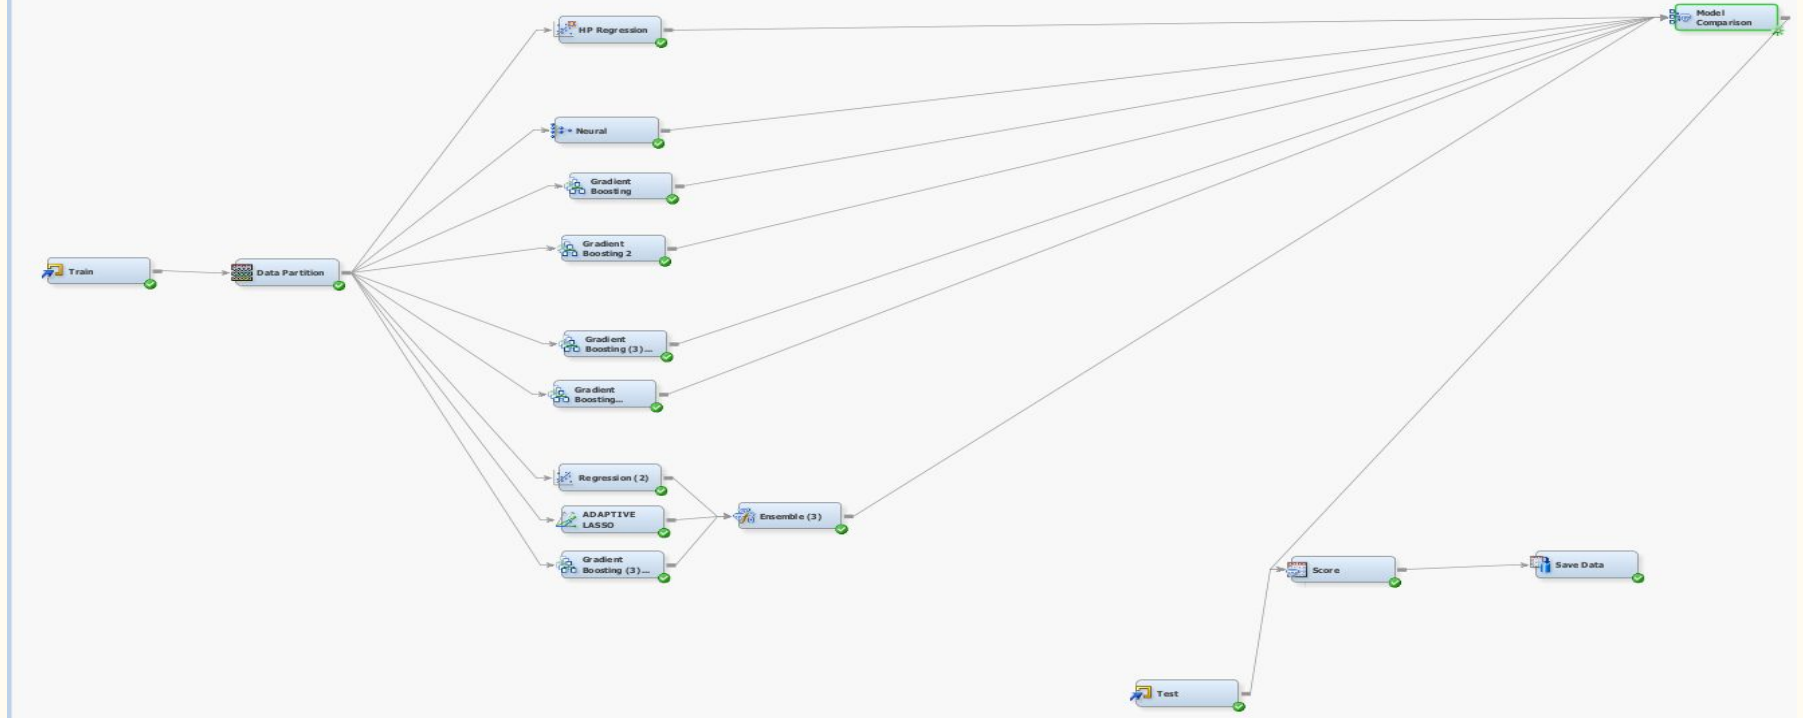 HP Regression
Model
Comparison
Neural
Gradient
Boosting
Gradient
Boosting 2
Train
Data Partition
Gradient
Boosting (3)...
Gradient
Boosting...
Regression (2)
ADAPTIVE
LASSO
Ensemble (3)
Gradient
Boosting (3)...
Score
Save Data
Test